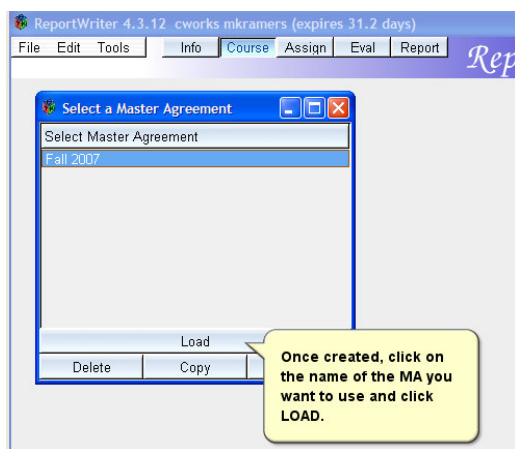 ReportWriter 4.3.12 cworks mkramers (expires 31.2 days)
File Edit Tools Info Course Assign Eval Report
Rep
Select a Master Agreement
Select Master Agreement
Fall 2007
Load
Delete Copy
Once created, click on
the name of the MA you
want to use and click
LOAD.